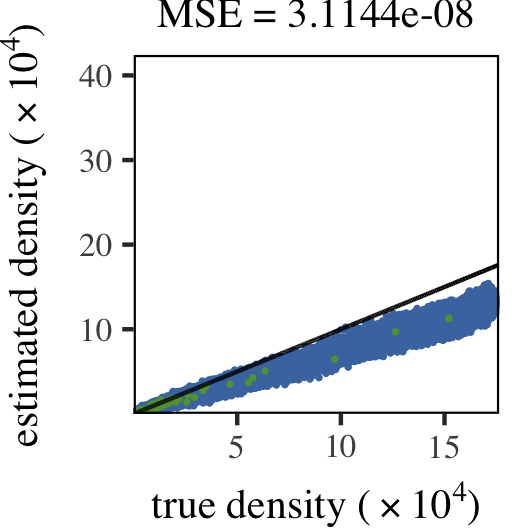 MSE = 3.1144e-08
estimated density ( × 10⁴)
40
30
20
10
5 10 15
true density ( × 10⁴)